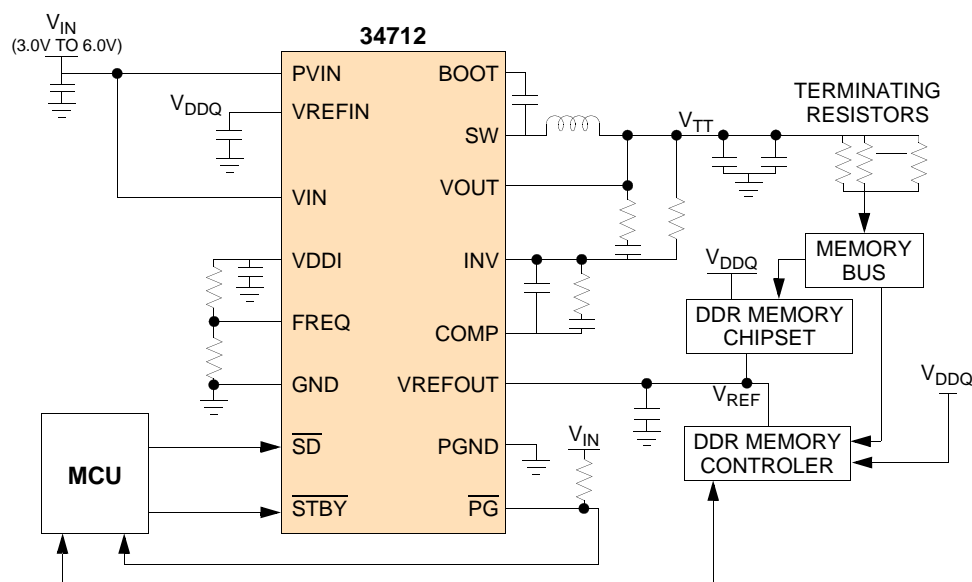 V_IN
(3.0V TO 6.0V)
34712
PVIN
BOOT
V_DDQ
VREFIN
TERMINATING
RESISTORS
SW
V_TT
VIN
VOUT
VDDI
INV
MEMORY
BUS
V_DDQ
FREQ
COMP
DDR MEMORY
CHIPSET
GND
VREFOUT
V_REF
V_DDQ
MCU
SD
PGND
V_IN
DDR MEMORY
CONTROLER
STBY
PG